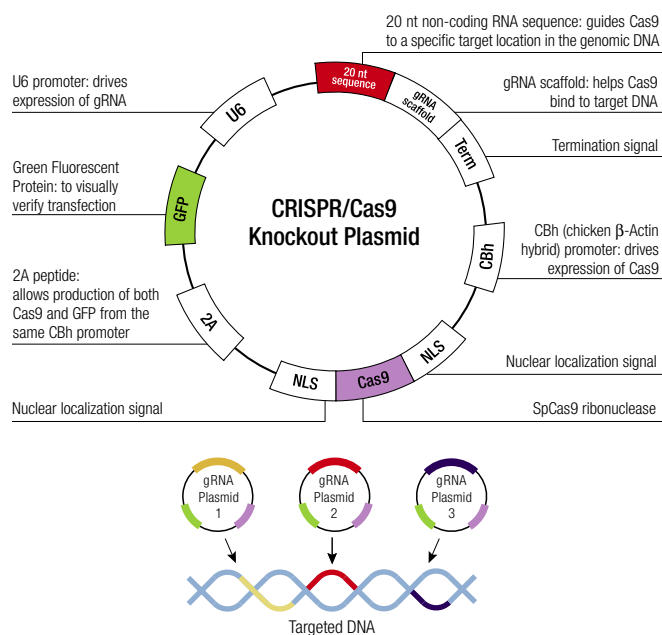 20 nt non-coding RNA sequence: guides Cas9
to a specific target location in the genomic DNA
U6 promoter: drives
expression of gRNA
gRNA scaffold: helps Cas9
bind to target DNA
Termination signal
Green Fluorescent
Protein: to visually
verify transfection
CBh (chicken β-Actin
hybrid) promoter: drives
expression of Cas9
2A peptide:
allows production of both
Cas9 and GFP from the
same CBh promoter
Nuclear localization signal
Nuclear localization signal
SpCas9 ribonuclease
20 nt
sequence
gRNA
scaffold
Term
CBh
NLS
Cas9
NLS
2A
GFP
U6
CRISPR/Cas9
Knockout Plasmid
gRNA
Plasmid
1
gRNA
Plasmid
2
gRNA
Plasmid
3
Targeted DNA